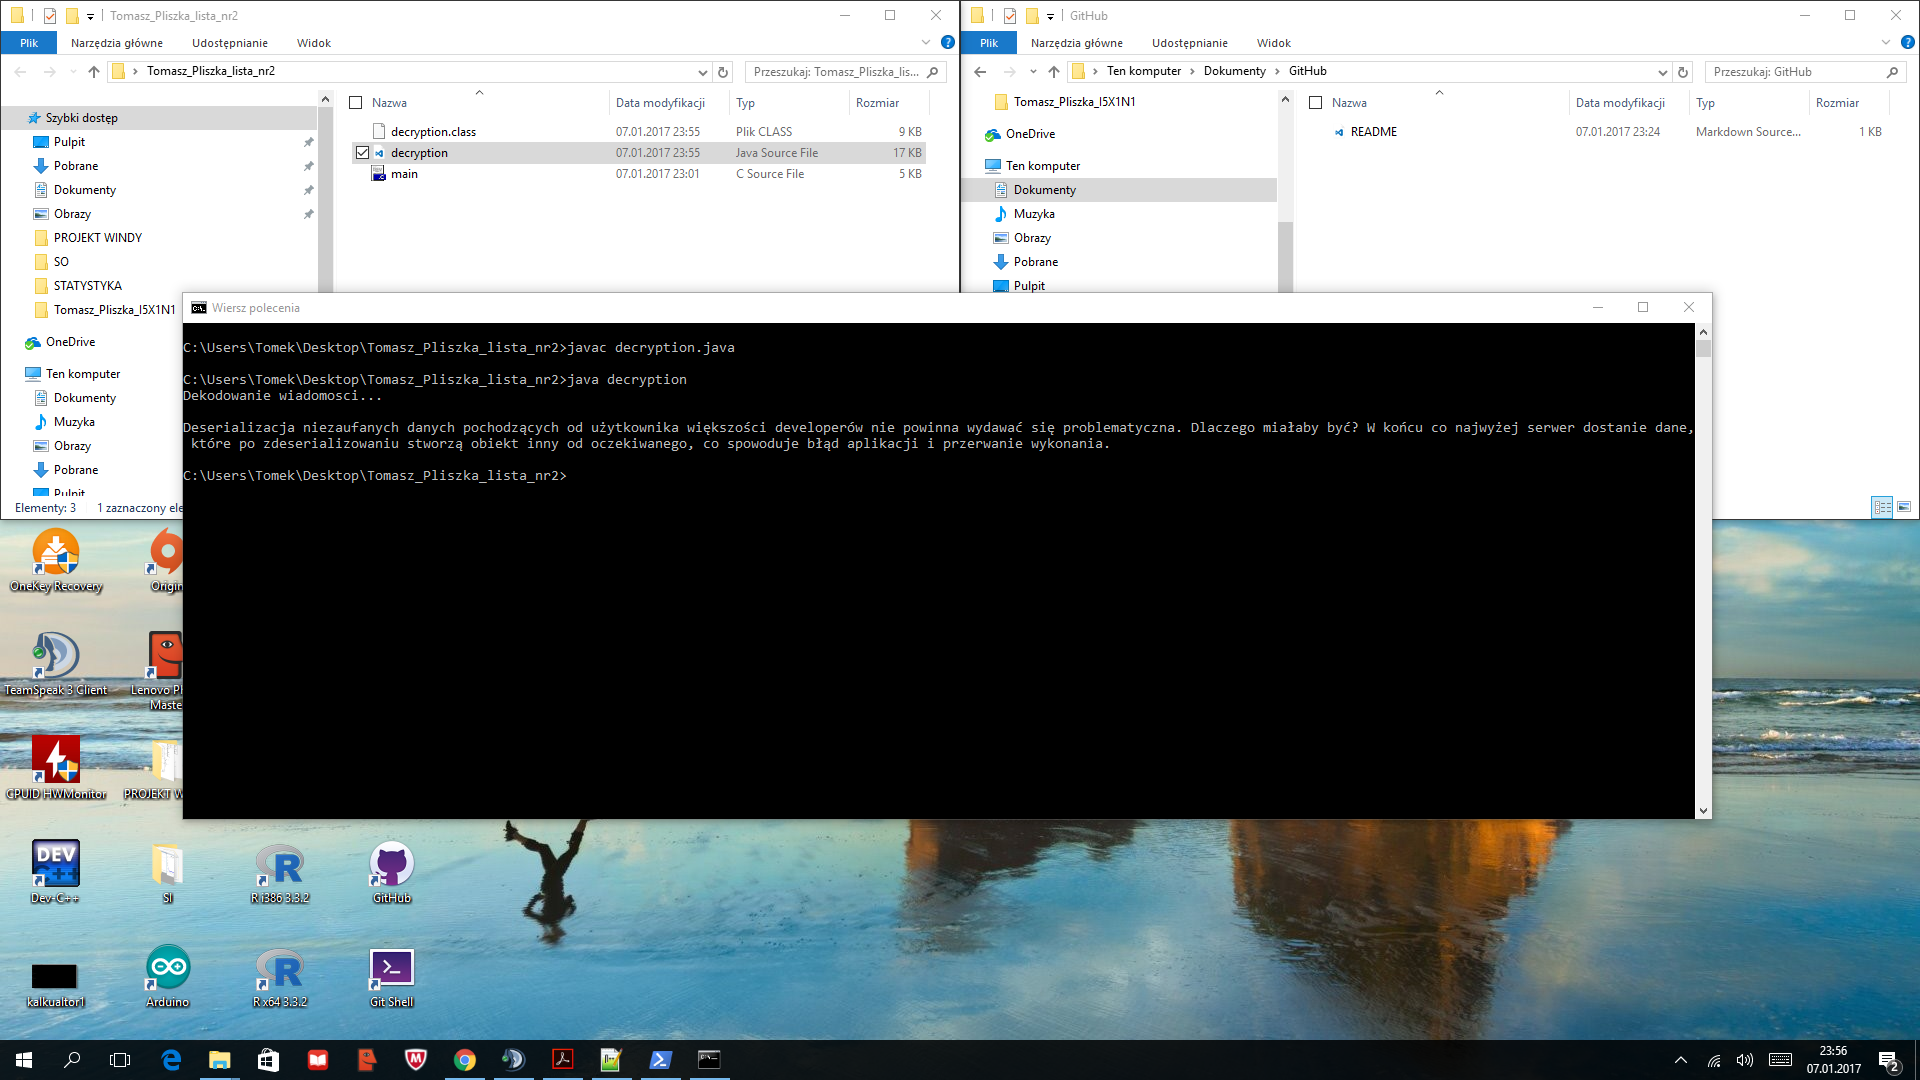 Tomasz_Pliszka_lista_nr2
Plik Narzędzia główne Udostępnianie Widok
Tomasz_Pliszka_lista_nr2
Przeszukaj: Tomasz_Pliszka_lis...
Szybki dostęp
Pulpit
Pobrane
Dokumenty
Obrazy
PROJEKT WINDY
SO
STATYSTYKA
Tomasz_Pliszka_l5X1N1
OneDrive
Ten komputer
Dokumenty
Muzyka
Obrazy
Pobrane
Pulpit
Nazwa Data modyfikacji Typ Rozmiar
decryption.class 07.01.2017 23:55 Plik CLASS 9 KB
decryption 07.01.2017 23:55 Java Source File 17 KB
main 07.01.2017 23:01 C Source File 5 KB
Elementy: 3 1 zaznaczony ele
GitHub
Plik Narzędzia główne Udostępnianie Widok
Ten komputer Dokumenty GitHub
Przeszukaj: GitHub
Tomasz_Pliszka_l5X1N1
OneDrive
Ten komputer
Dokumenty
Muzyka
Obrazy
Pobrane
Pulpit
Nazwa Data modyfikacji Typ Rozmiar
README 07.01.2017 23:24 Markdown Source... 1 KB
Wiersz polecenia
C:\Users\Tomek\Desktop\Tomasz_Pliszka_lista_nr2>javac decryption.java
C:\Users\Tomek\Desktop\Tomasz_Pliszka_lista_nr2>java decryption
Dekodowanie wiadomosci...
Deserializacja niezaufanych danych pochodzących od użytkownika większości developerów nie powinna wydawać się problematyczna. Dlaczego miałaby być? W końcu co najwyżej serwer dostanie dane,
które po zdeserializowaniu stworzą obiekt inny od oczekiwanego, co spowoduje błąd aplikacji i przerwanie wykonania.
C:\Users\Tomek\Desktop\Tomasz_Pliszka_lista_nr2>
OneKey Recovery
Origin
TeamSpeak 3 Client
Lenovo Ph
Maste
CPUID HWMonitor
PROJEKT W
DEV
C++
Dev-C++
SI
R i386 3.3.2
GitHub
kalkualtor1
Arduino
R x64 3.3.2
Git Shell
23:56
07.01.2017
2